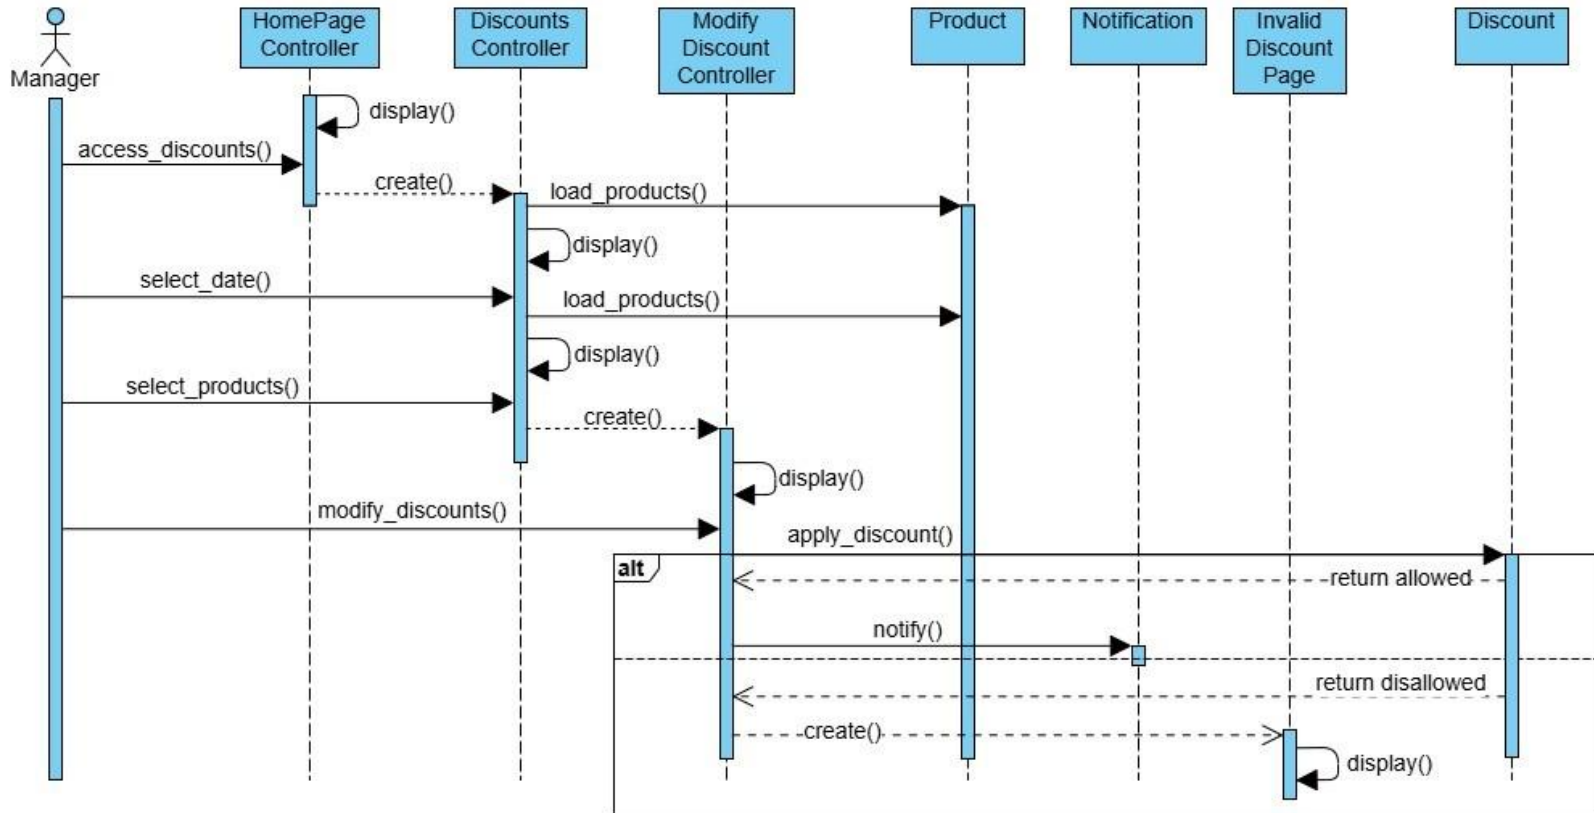 Manager
HomePage
Controller
Discounts
Controller
Modify
Discount
Controller
Product
Notification
Invalid
Discount
Page
Discount
display()
access_discounts()
create()
load_products()
display()
select_date()
load_products()
display()
select_products()
create()
display()
modify_discounts()
apply_discount()
alt
return allowed
notify()
return disallowed
create()
display()